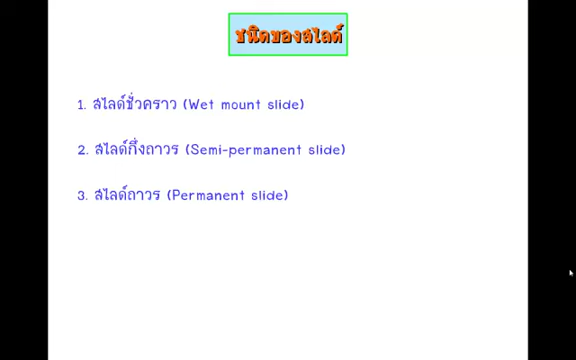 ชนิดของสไลด์
1. สไลด์ชั่วคราว (Wet mount slide)
2. สไลด์กึ่งถาวร (Semi-permanent slide)
3. สไลด์ถาวร (Permanent slide)